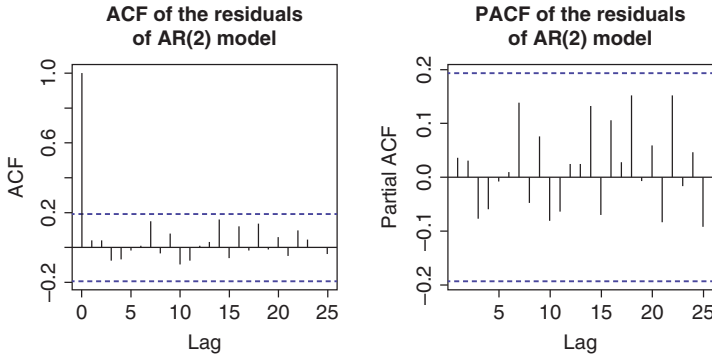 ACF of the residuals
of AR(2) model
ACF
1.0
0.6
0.2
−0.2
0 5 10 15 20 25
Lag
PACF of the residuals
of AR(2) model
Partial ACF
0.2
0.1
0.0
−0.1
−0.2
5 10 15 20 25
Lag